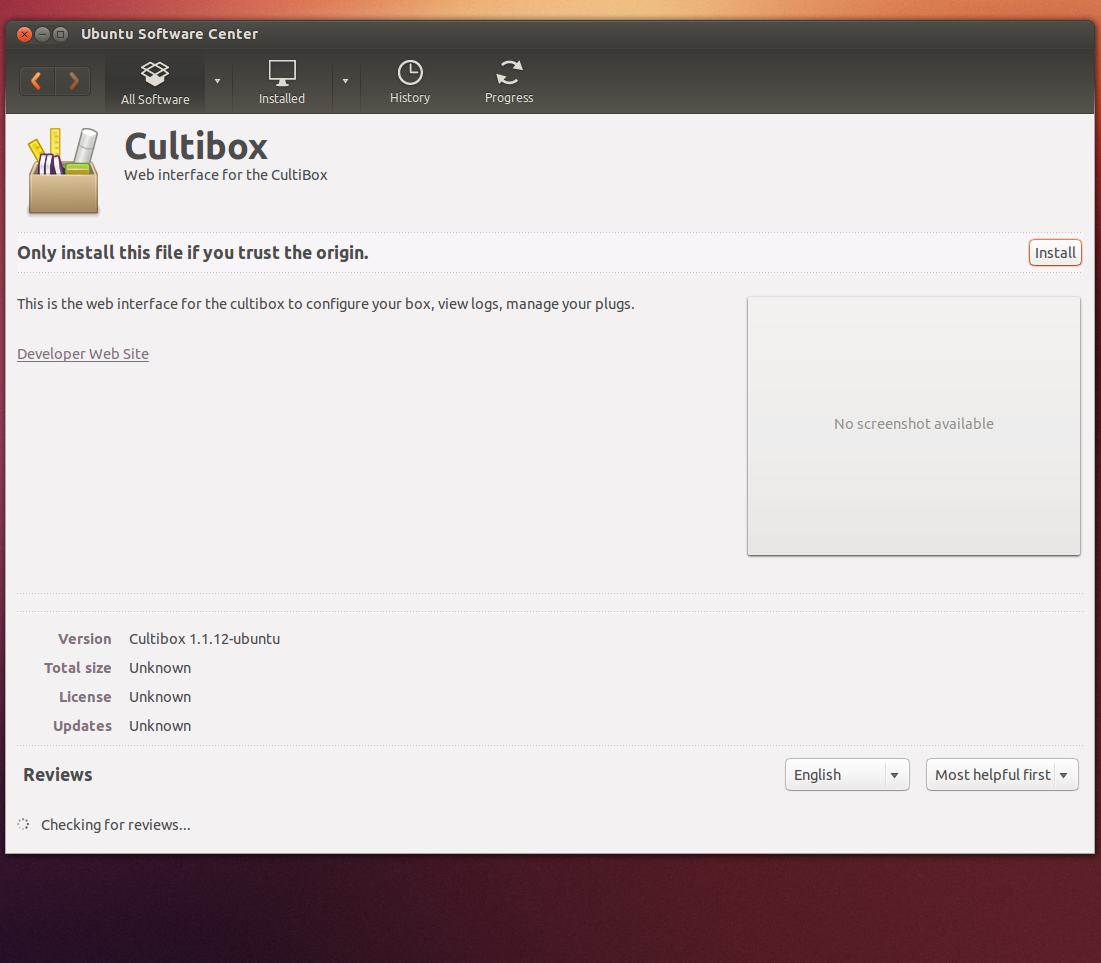 Ubuntu Software Center
All Software
Installed
History
Progress
Cultibox
Web interface for the CultiBox
Only install this file if you trust the origin.
Install
This is the web interface for the cultibox to configure your box, view logs, manage your plugs.
Developer Web Site
No screenshot available
Version Cultibox 1.1.12-ubuntu
Total size Unknown
License Unknown
Updates Unknown
Reviews
English
Most helpful first
Checking for reviews...